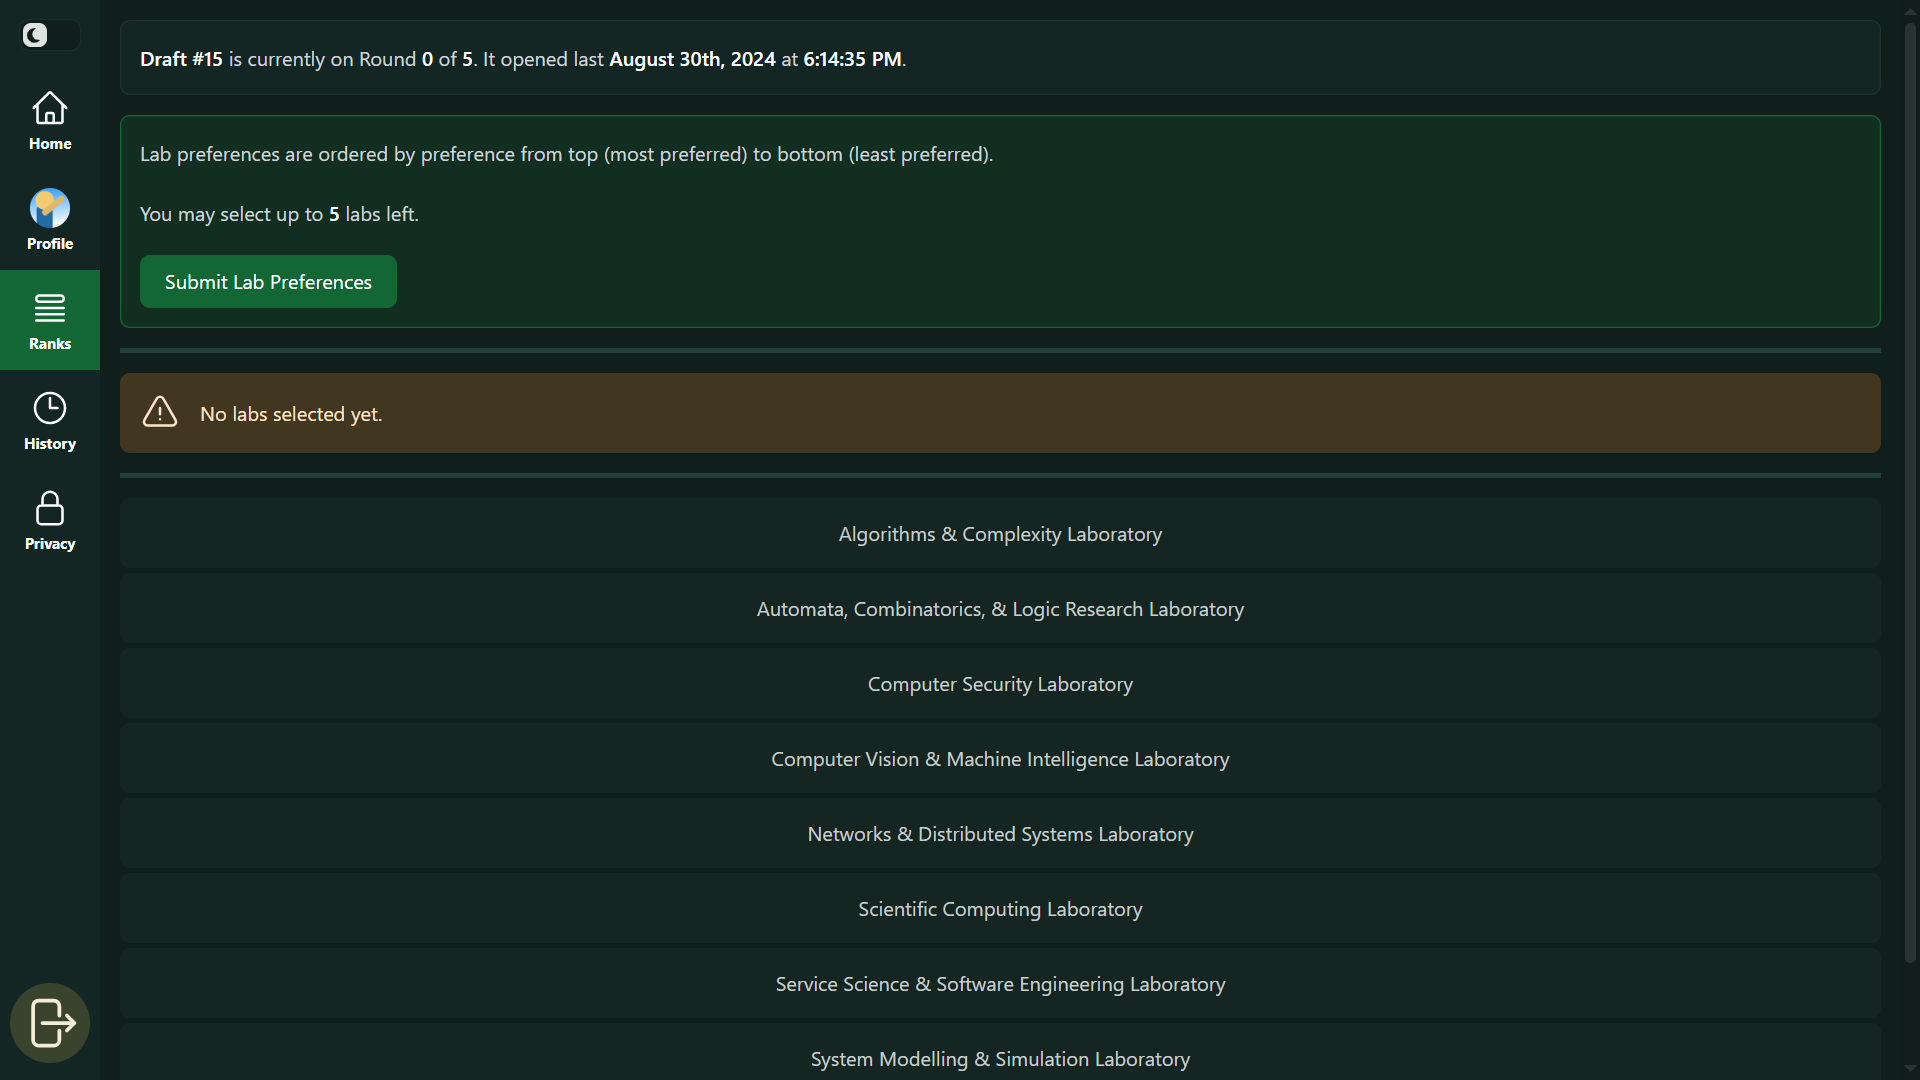 Draft #15 is currently on Round 0 of 5. It opened last August 30th, 2024 at 6:14:35 PM.
Home
Profile
Ranks
History
Privacy
Lab preferences are ordered by preference from top (most preferred) to bottom (least preferred).
You may select up to 5 labs left.
Submit Lab Preferences
No labs selected yet.
Algorithms & Complexity Laboratory
Automata, Combinatorics, & Logic Research Laboratory
Computer Security Laboratory
Computer Vision & Machine Intelligence Laboratory
Networks & Distributed Systems Laboratory
Scientific Computing Laboratory
Service Science & Software Engineering Laboratory
System Modelling & Simulation Laboratory